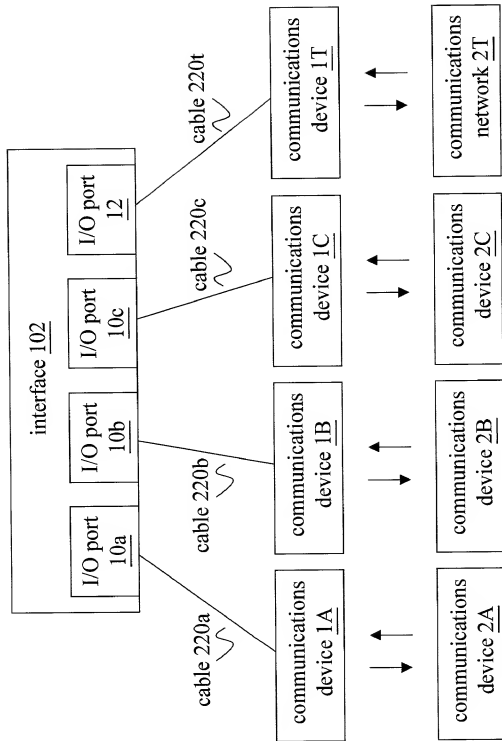 interface 102
I/O port
10a
I/O port
10b
I/O port
10c
I/O port
12
cable 220a
cable 220b
cable 220c
cable 220t
communications
device 1A
communications
device 1B
communications
device 1C
communications
device 1T
communications
device 2A
communications
device 2B
communications
device 2C
communications
network 2T